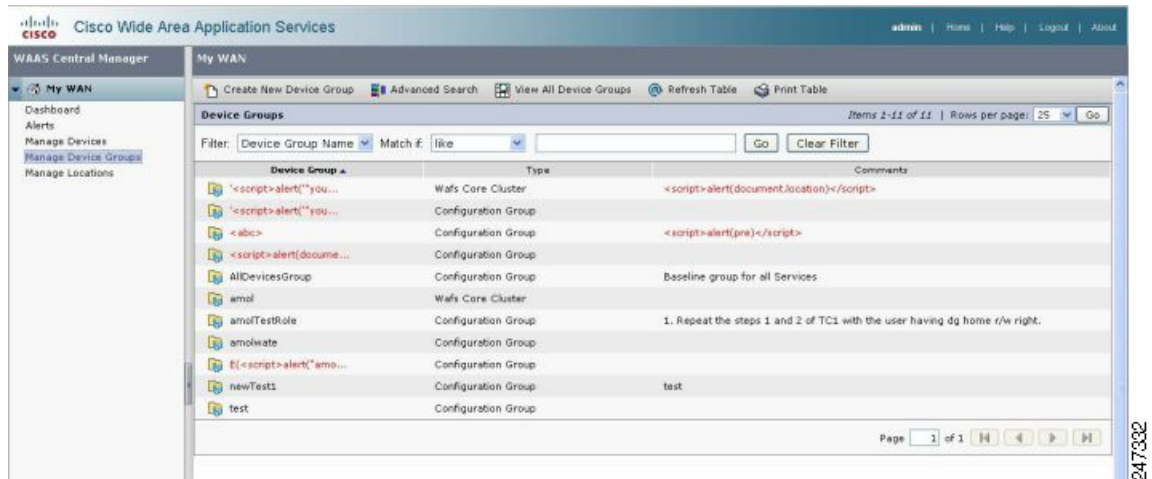 CISCO Cisco Wide Area Application Services admin | Home | Help | Logout | About
WAAS Central Manager
My WAN
My WAN
Dashboard
Alerts
Manage Devices
Manage Device Groups
Manage Locations
Create New Device Group Advanced Search View All Device Groups Refresh Table Print Table
Device Groups Items 1-11 of 11 | Rows per page: 25 Go
Filter: Device Group Name Match if: like Go Clear Filter
Device Group Type Comments
'<script>alert('"you... Wafs Core Cluster <script>alert(document.location)</script>
'<script>alert('"you... Configuration Group
<abc> Configuration Group <script>alert(pre)</script>
<script>alert(docume... Configuration Group
AllDevicesGroup Configuration Group Baseline group for all Services
amol Wafs Core Cluster
amolTestRole Configuration Group 1. Repeat the steps 1 and 2 of TC1 with the user having dg home r/w right.
amolwate Configuration Group
<script>alert("amo... Configuration Group
newTest1 Configuration Group test
test Configuration Group
Page 1 of 1
247332